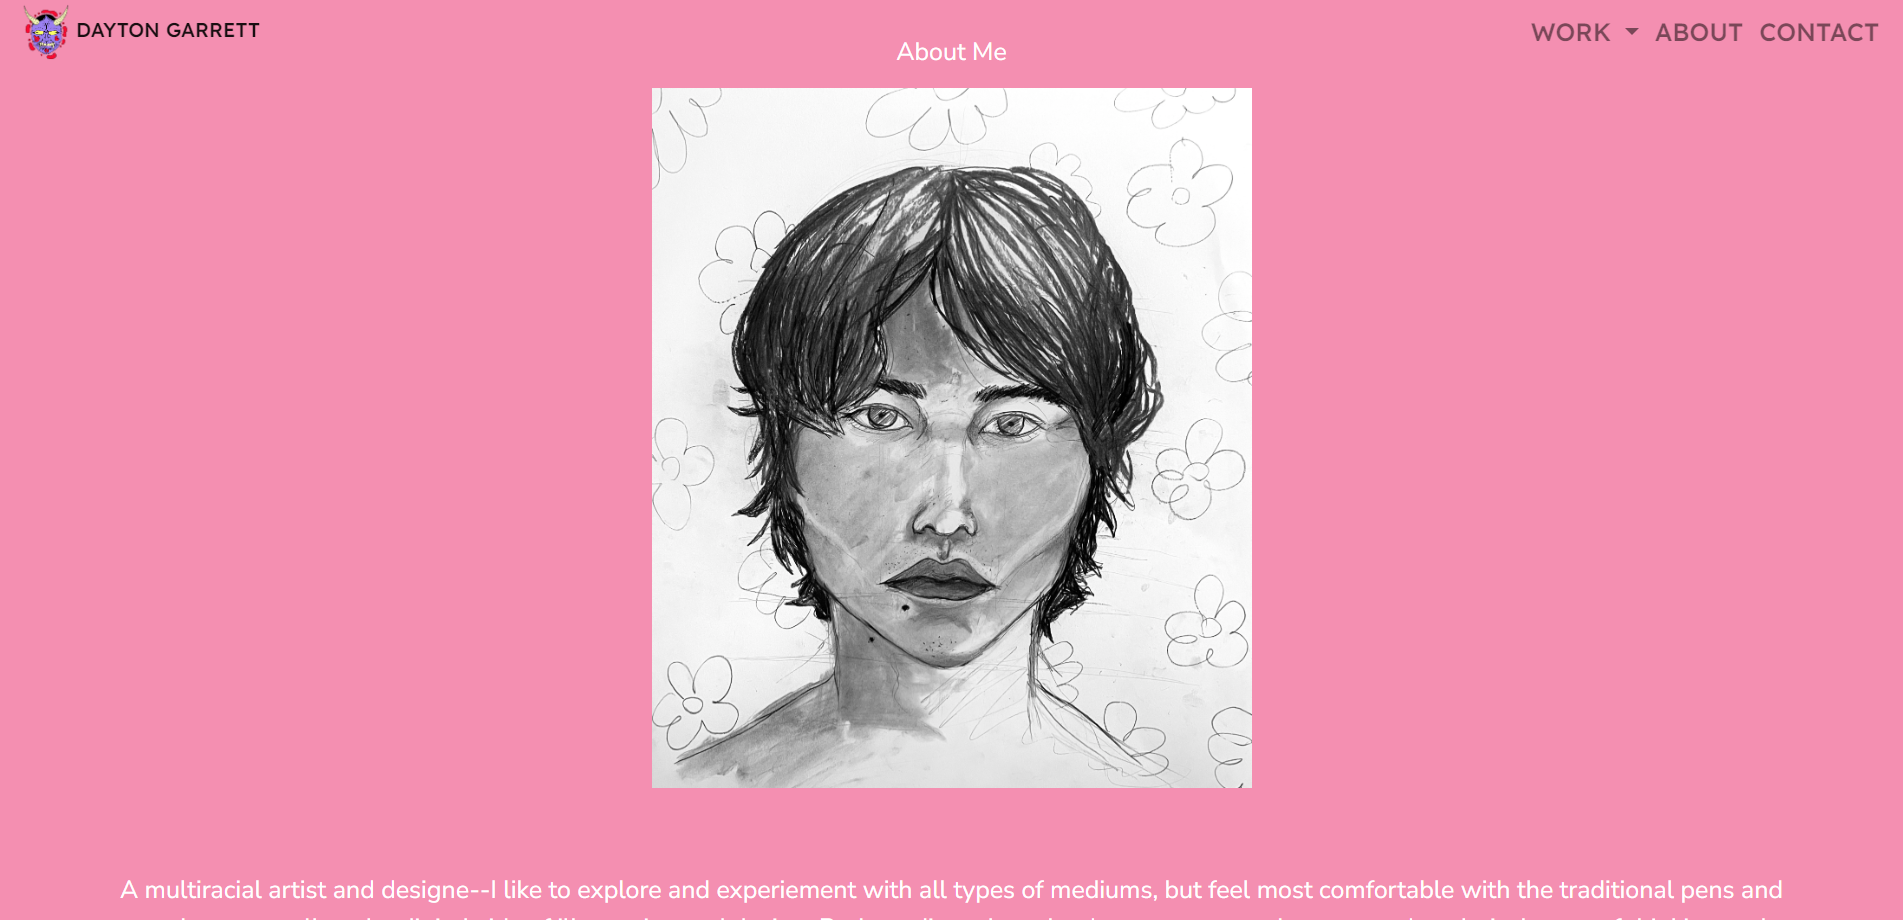 DAYTON GARRETT
WORK ABOUT CONTACT
About Me
A multiracial artist and designe--I like to explore and experiement with all types of mediums, but feel most comfortable with the traditional pens and